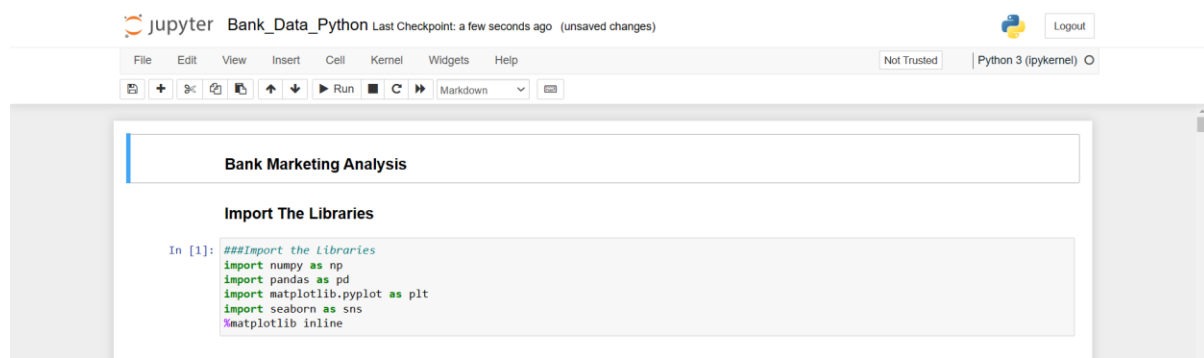 jupyter Bank_Data_Python Last Checkpoint: a few seconds ago (unsaved changes)
Logout
File Edit View Insert Cell Kernel Widgets Help
Not Trusted
Python 3 (ipykernel)
Run
Markdown
Bank Marketing Analysis
Import The Libraries
In [1]: ###Import the Libraries
import numpy as np
import pandas as pd
import matplotlib.pyplot as plt
import seaborn as sns
%matplotlib inline